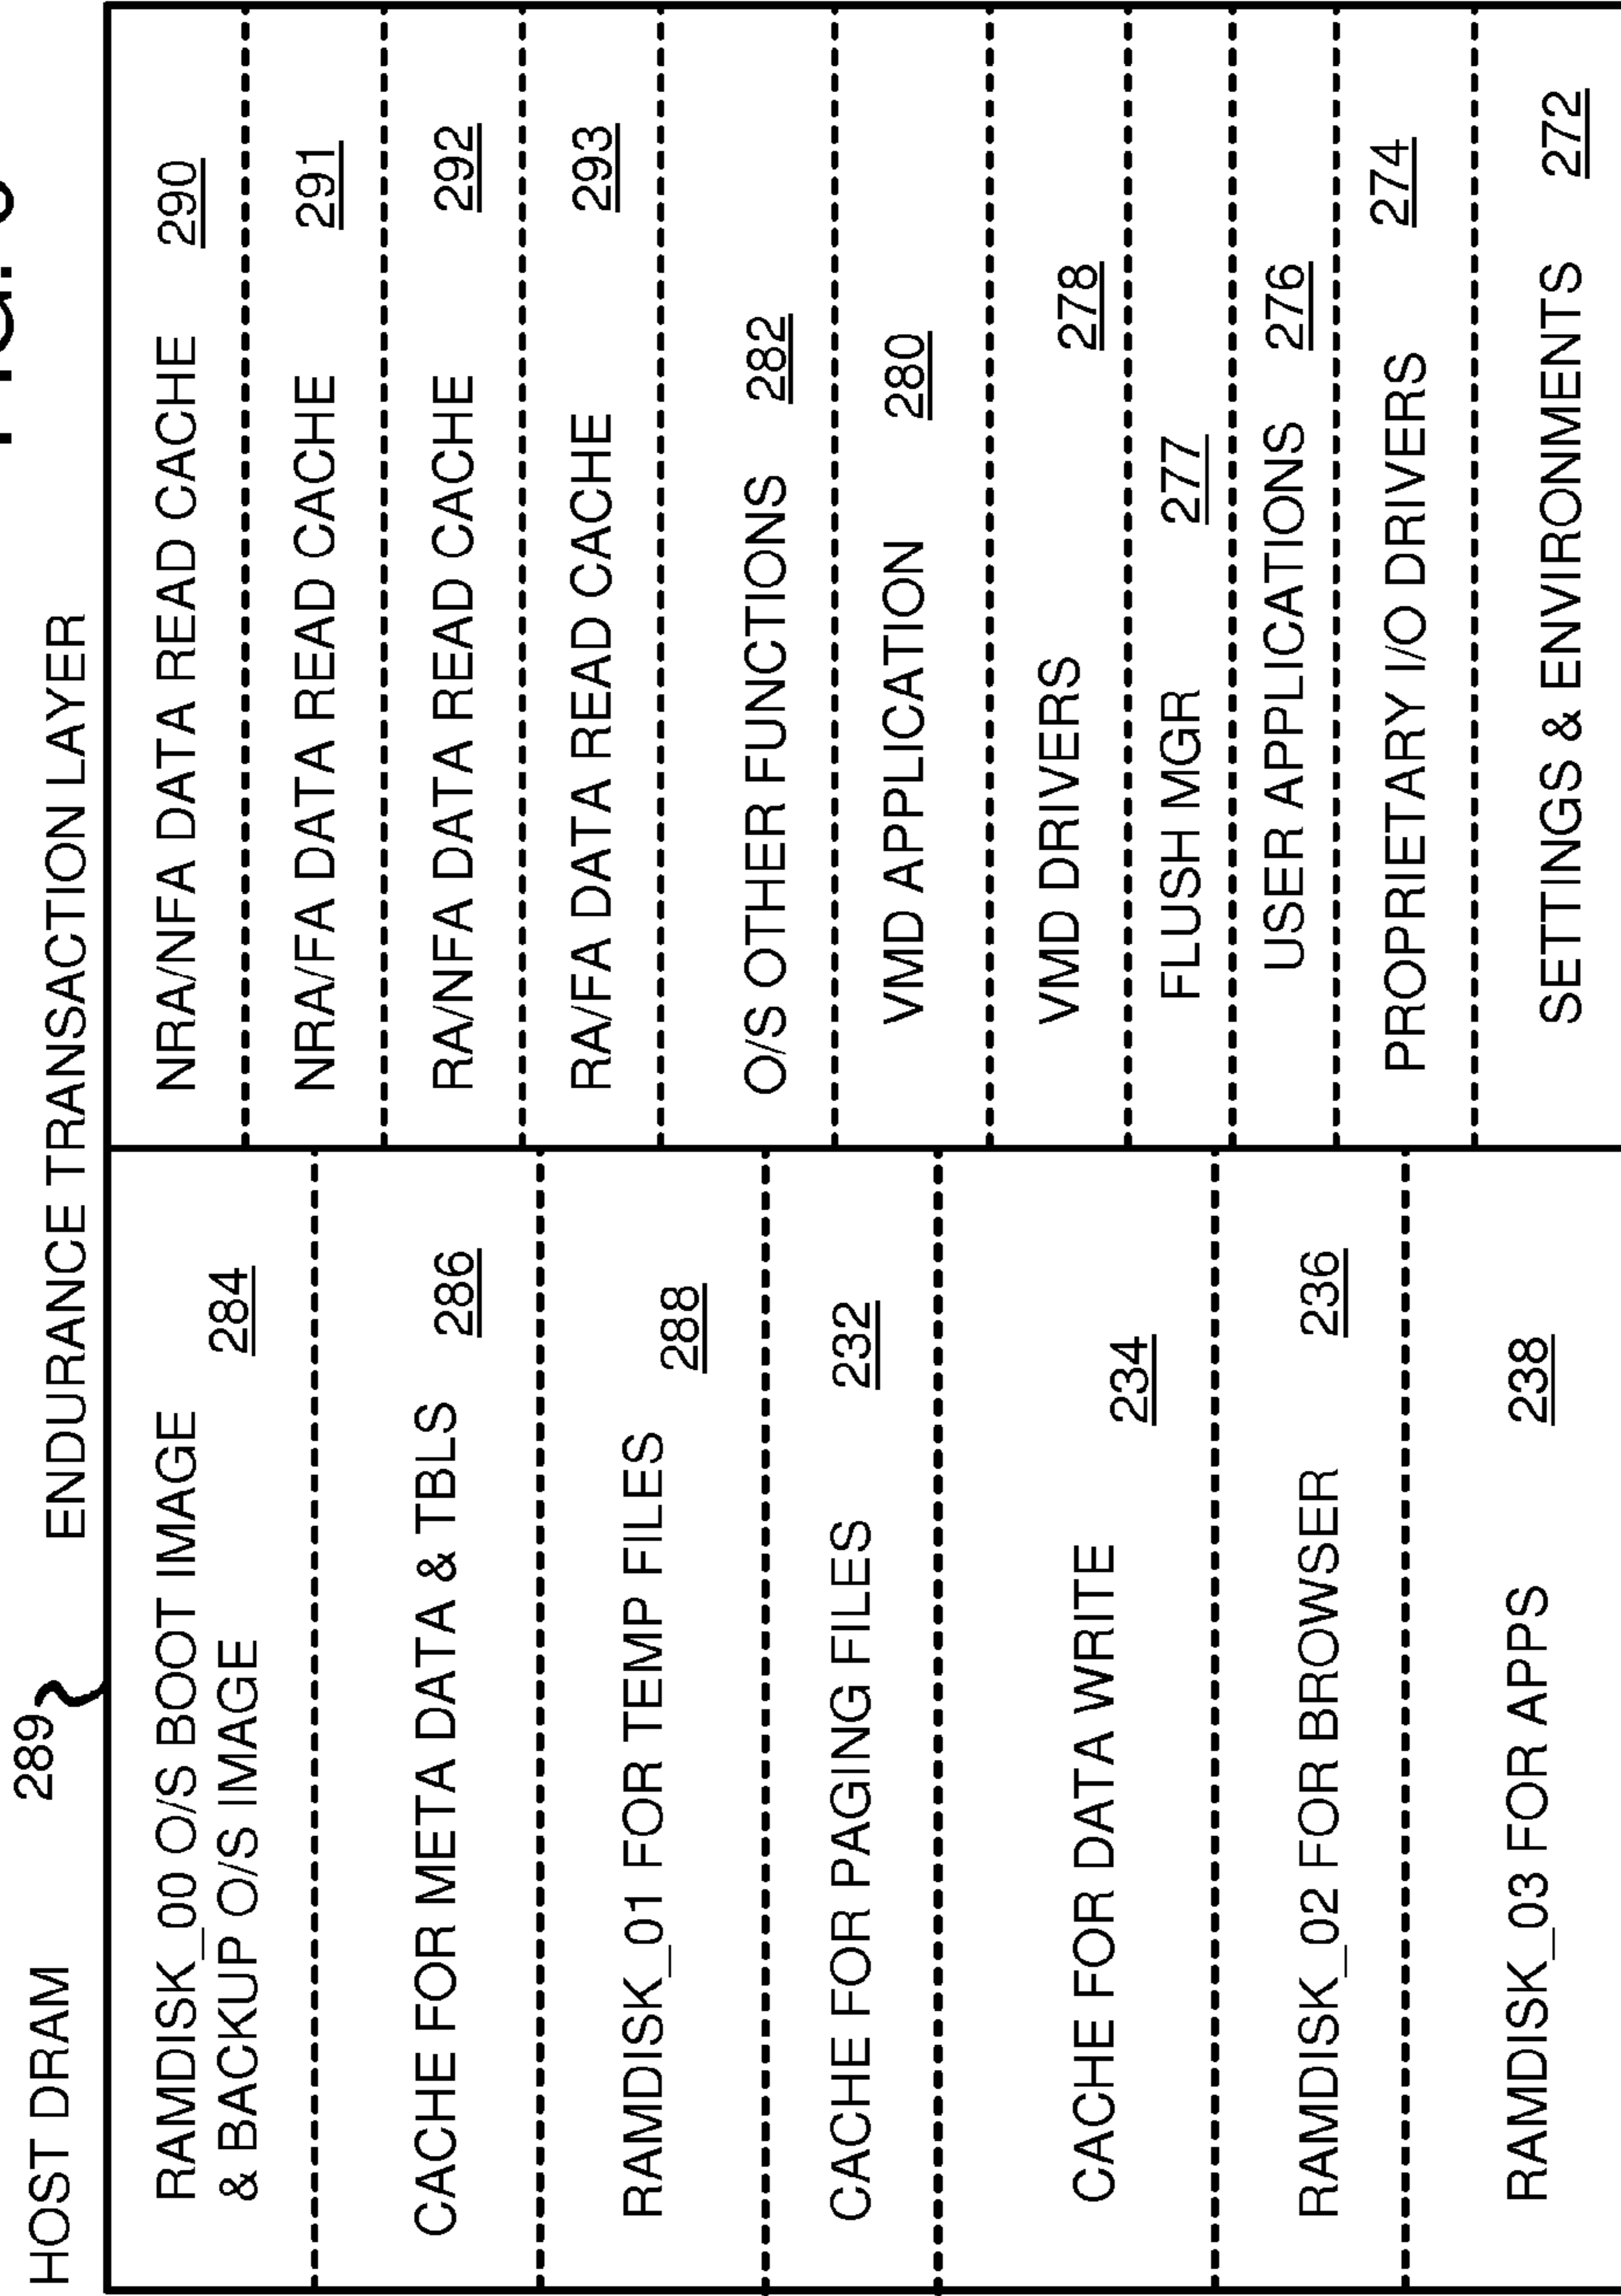 HOST DRAM
289
ENDURANCE TRANSACTION LAYER
RAMDISK_00 O/S BOOT IMAGE
& BACKUP O/S IMAGE
284
CACHE FOR META DATA & TBLS 286
RAMDISK_01 FOR TEMP FILES
288
CACHE FOR PAGING FILES 232
CACHE FOR DATA WRITE
234
RAMDISK_02 FOR BROWSER 236
RAMDISK_03 FOR APPS 238
NRA/NFA DATA READ CACHE 290
NRA/FA DATA READ CACHE 291
RA/NFA DATA READ CACHE 292
RA/FA DATA READ CACHE 293
O/S OTHER FUNCTIONS 282
VMD APPLICATION 280
VMD DRIVERS 278
FLUSH MGR 277
USER APPLICATIONS 276
PROPRIETARY I/O DRIVERS 274
SETTINGS & ENVIRONMENTS 272